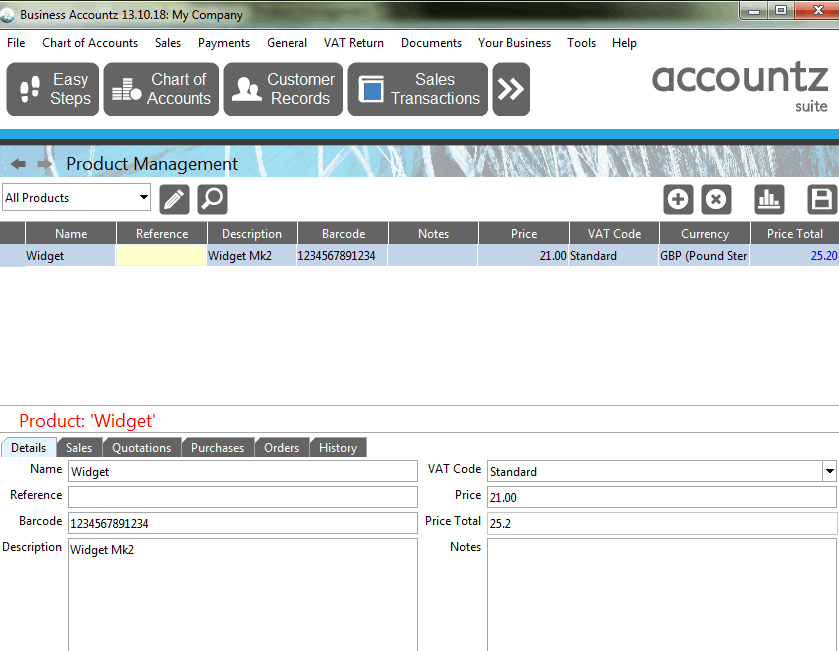 Business Accountz 13.10.18: My Company
File Chart of Accounts Sales Payments General VAT Return Documents Your Business Tools Help
Easy Steps Chart of Accounts Customer Records Sales Transactions
accountz
suite
Product Management
All Products
Name Reference Description Barcode Notes Price VAT Code Currency Price Total
Widget Widget Mk2 1234567891234 21.00 Standard GBP (Pound Ster 25.20
Product: 'Widget'
Details Sales Quotations Purchases Orders History
Name Widget VAT Code Standard
Reference Price 21.00
Barcode 1234567891234 Price Total 25.2
Description Widget Mk2 Notes